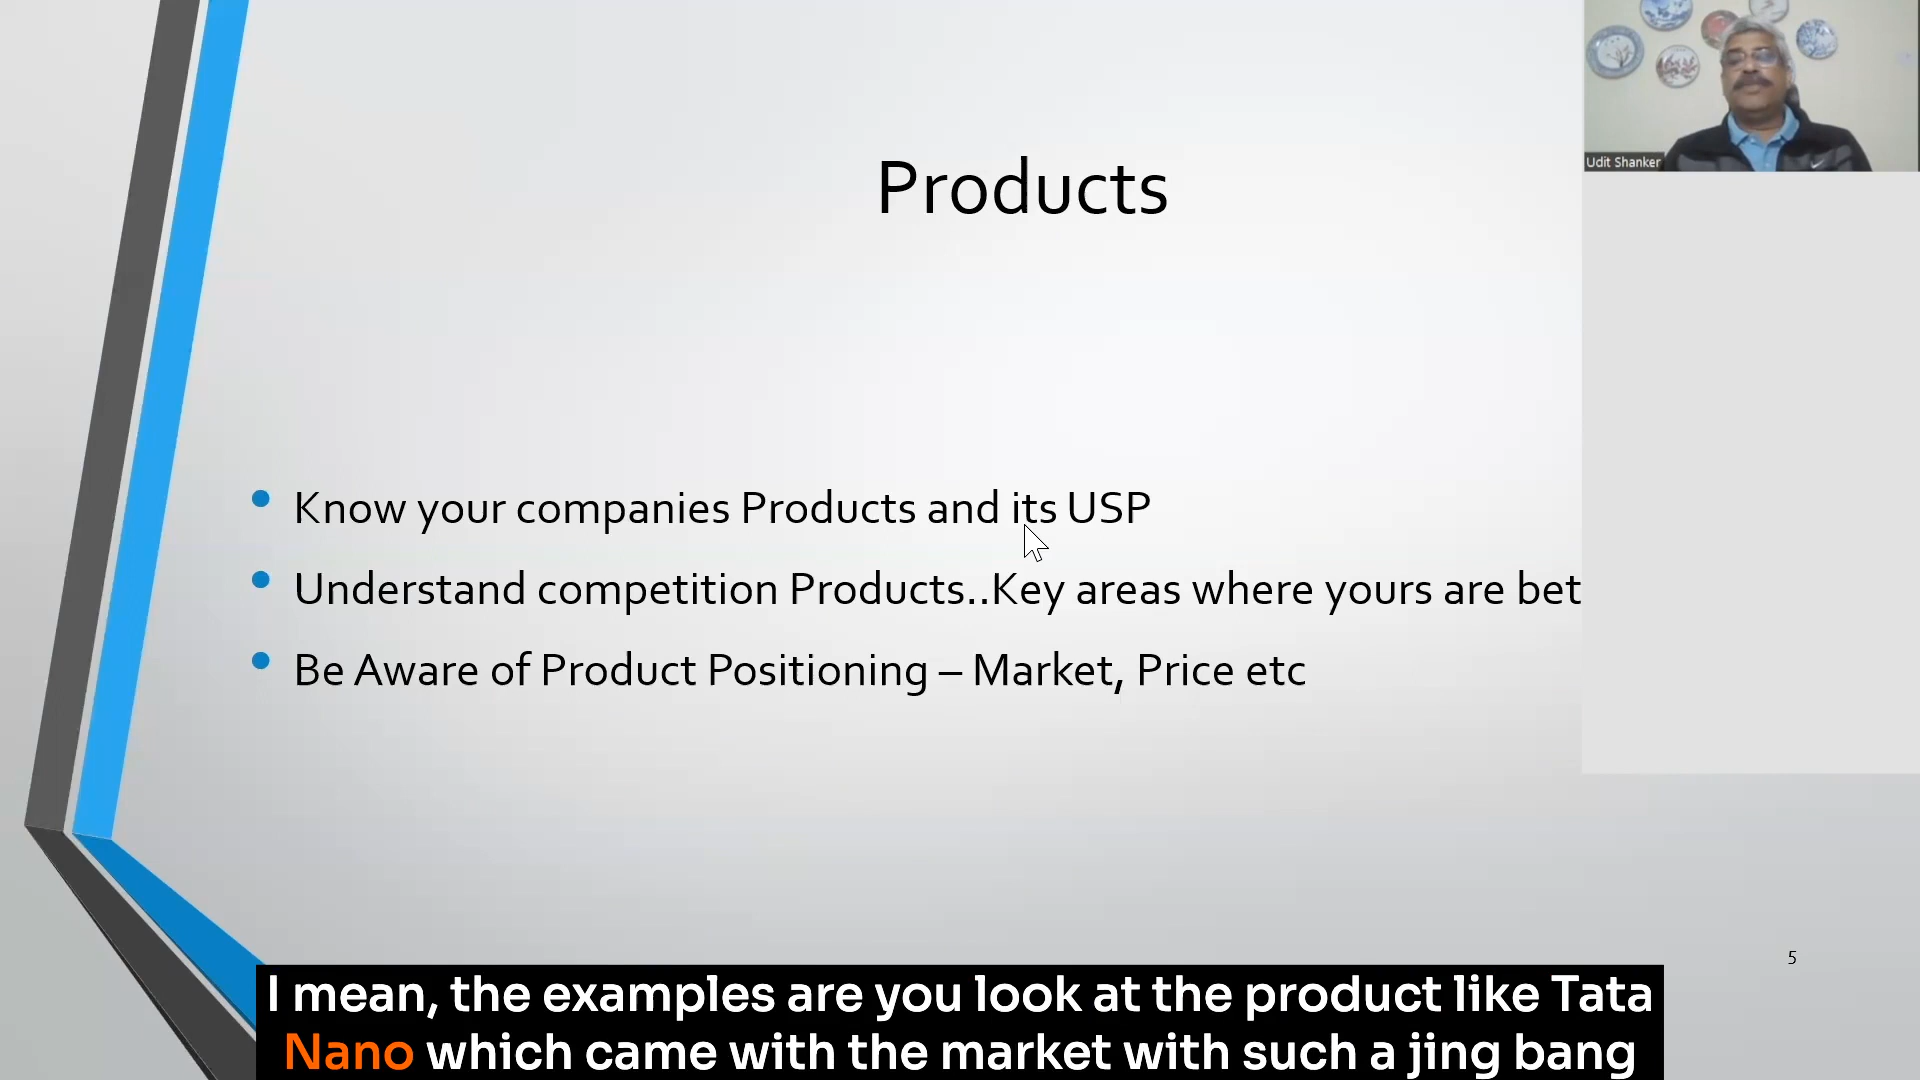 Udit Shanker
Products
Know your companies Products and its USP
Understand competition Products..Key areas where yours are bet
Be Aware of Product Positioning – Market, Price etc
5
I mean, the examples are you look at the product like Tata
Nano which came with the market with such a jing bang